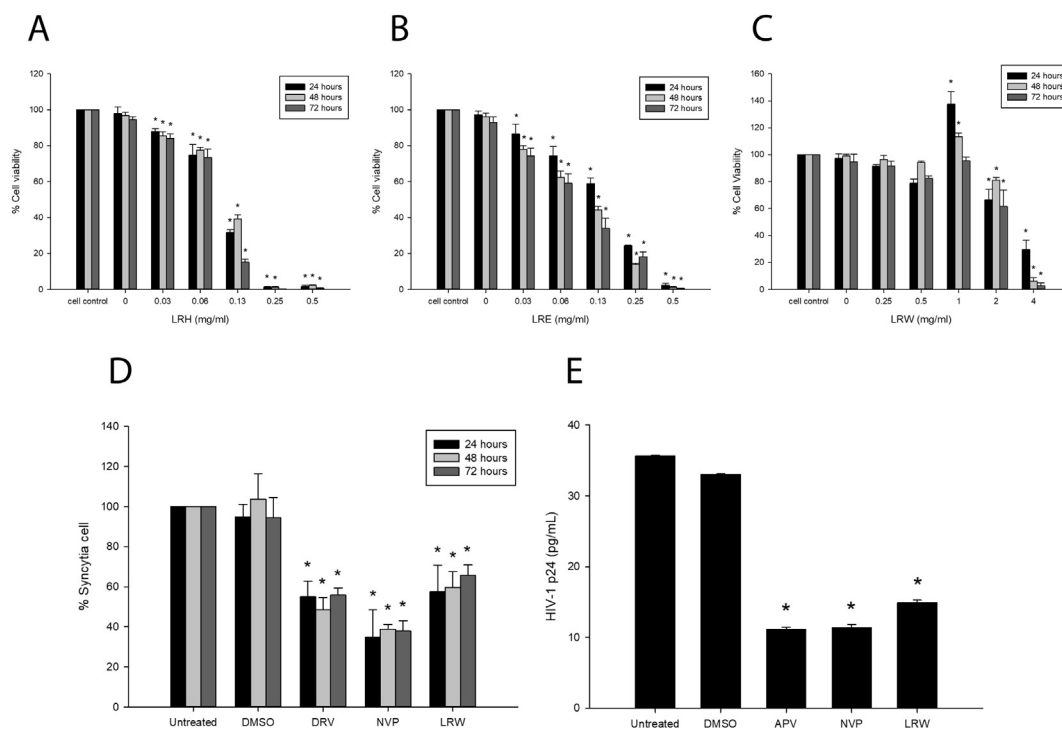 A
120
100
80
60
40
20
0
% Cell viability
24 hours
48 hours
72 hours
* * *
* * *
* * *
* *
* * *
cell control 0 0.03 0.06 0.13 0.25 0.5
LRH (mg/ml)
B
120
100
80
60
40
20
0
% Cell viability
24 hours
48 hours
72 hours
* * *
* * *
* * *
* * *
* * *
cell control 0 0.03 0.06 0.13 0.25 0.5
LRE (mg/ml)
C
160
140
120
100
80
60
40
20
0
% Cell Viability
24 hours
48 hours
72 hours
* *
* * *
* * *
cell control 0 0.25 0.5 1 2 4
LRW (mg/ml)
D
140
120
100
80
60
40
20
0
% Syncytia cell
24 hours
48 hours
72 hours
* * *
* * *
* * *
Untreated DMSO DRV NVP LRW
E
40
30
20
10
0
HIV-1 p24 (pg/mL)
* * *
Untreated DMSO APV NVP LRW